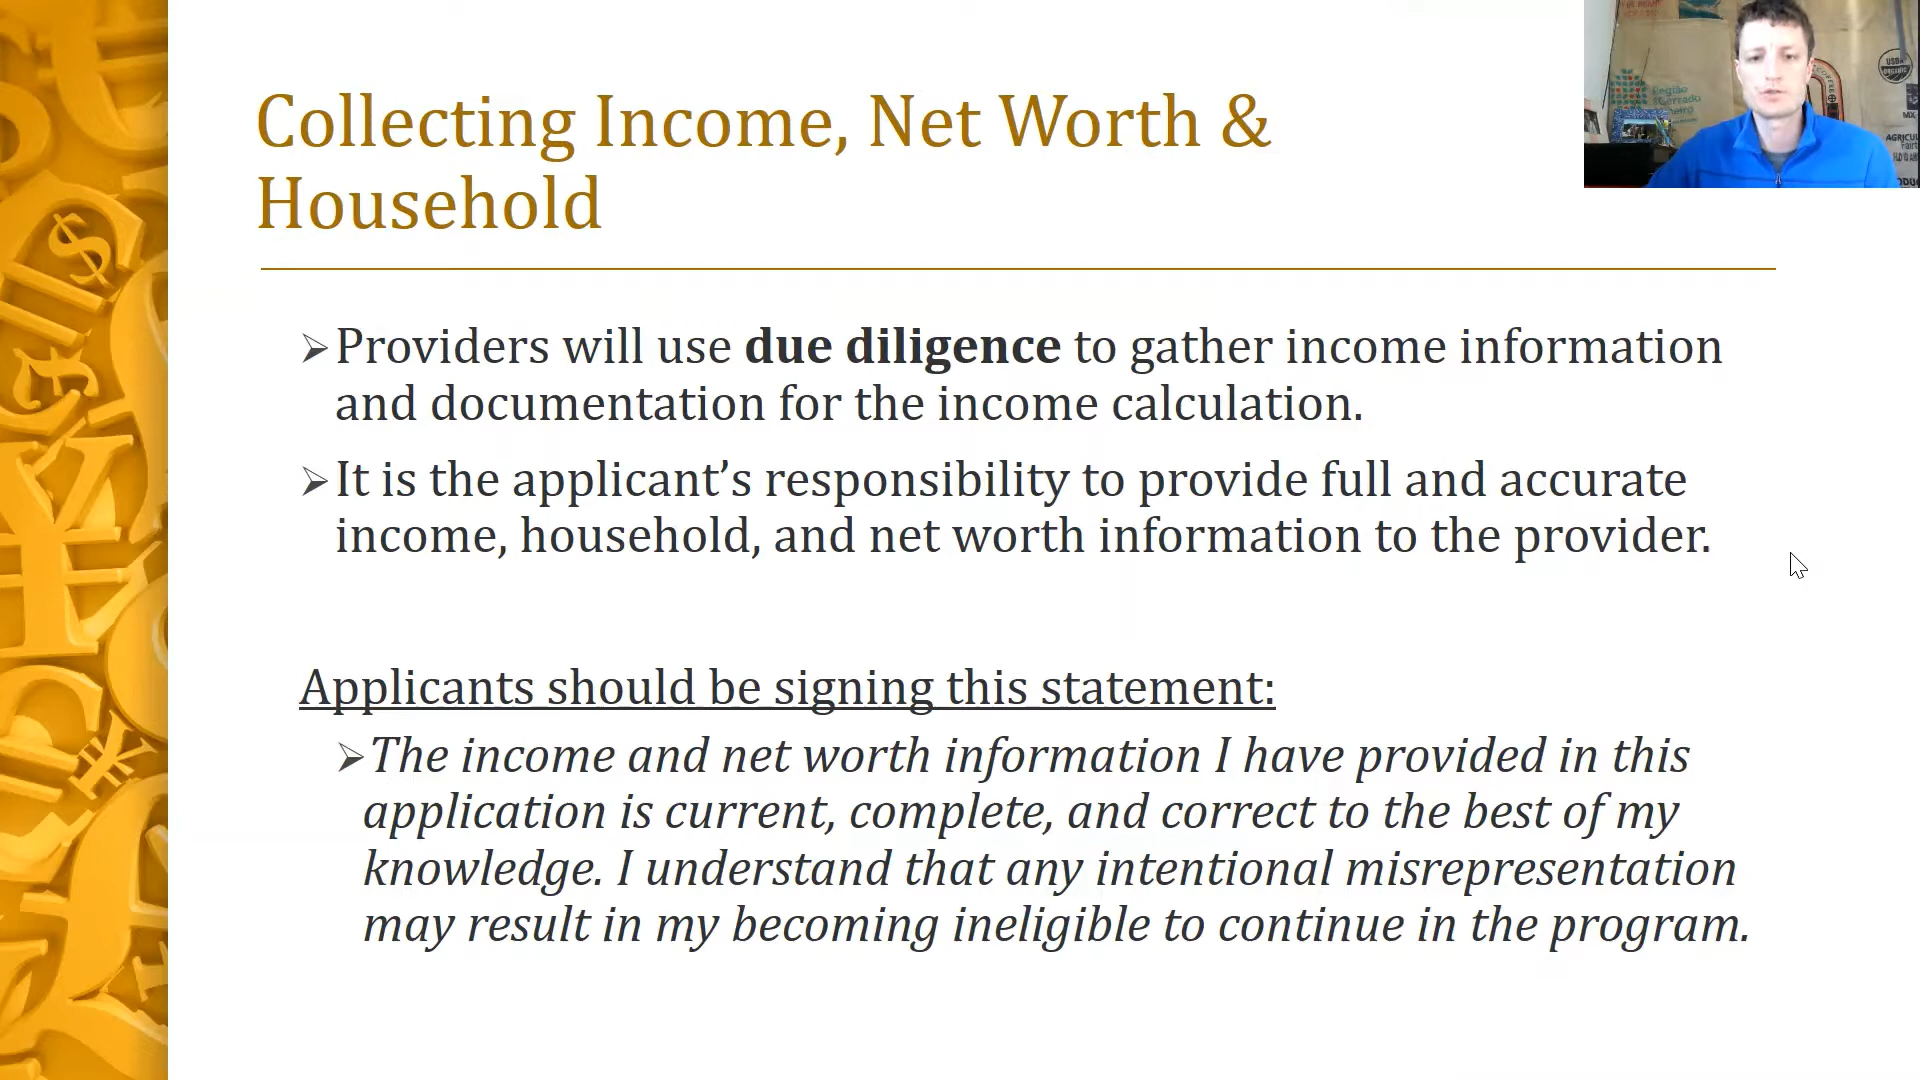 Collecting Income, Net Worth &
Household
Providers will use due diligence to gather income information
and documentation for the income calculation.
It is the applicant’s responsibility to provide full and accurate
income, household, and net worth information to the provider.
Applicants should be signing this statement:
The income and net worth information I have provided in this
application is current, complete, and correct to the best of my
knowledge. I understand that any intentional misrepresentation
may result in my becoming ineligible to continue in the program.
Região
USDA
ORGANIC